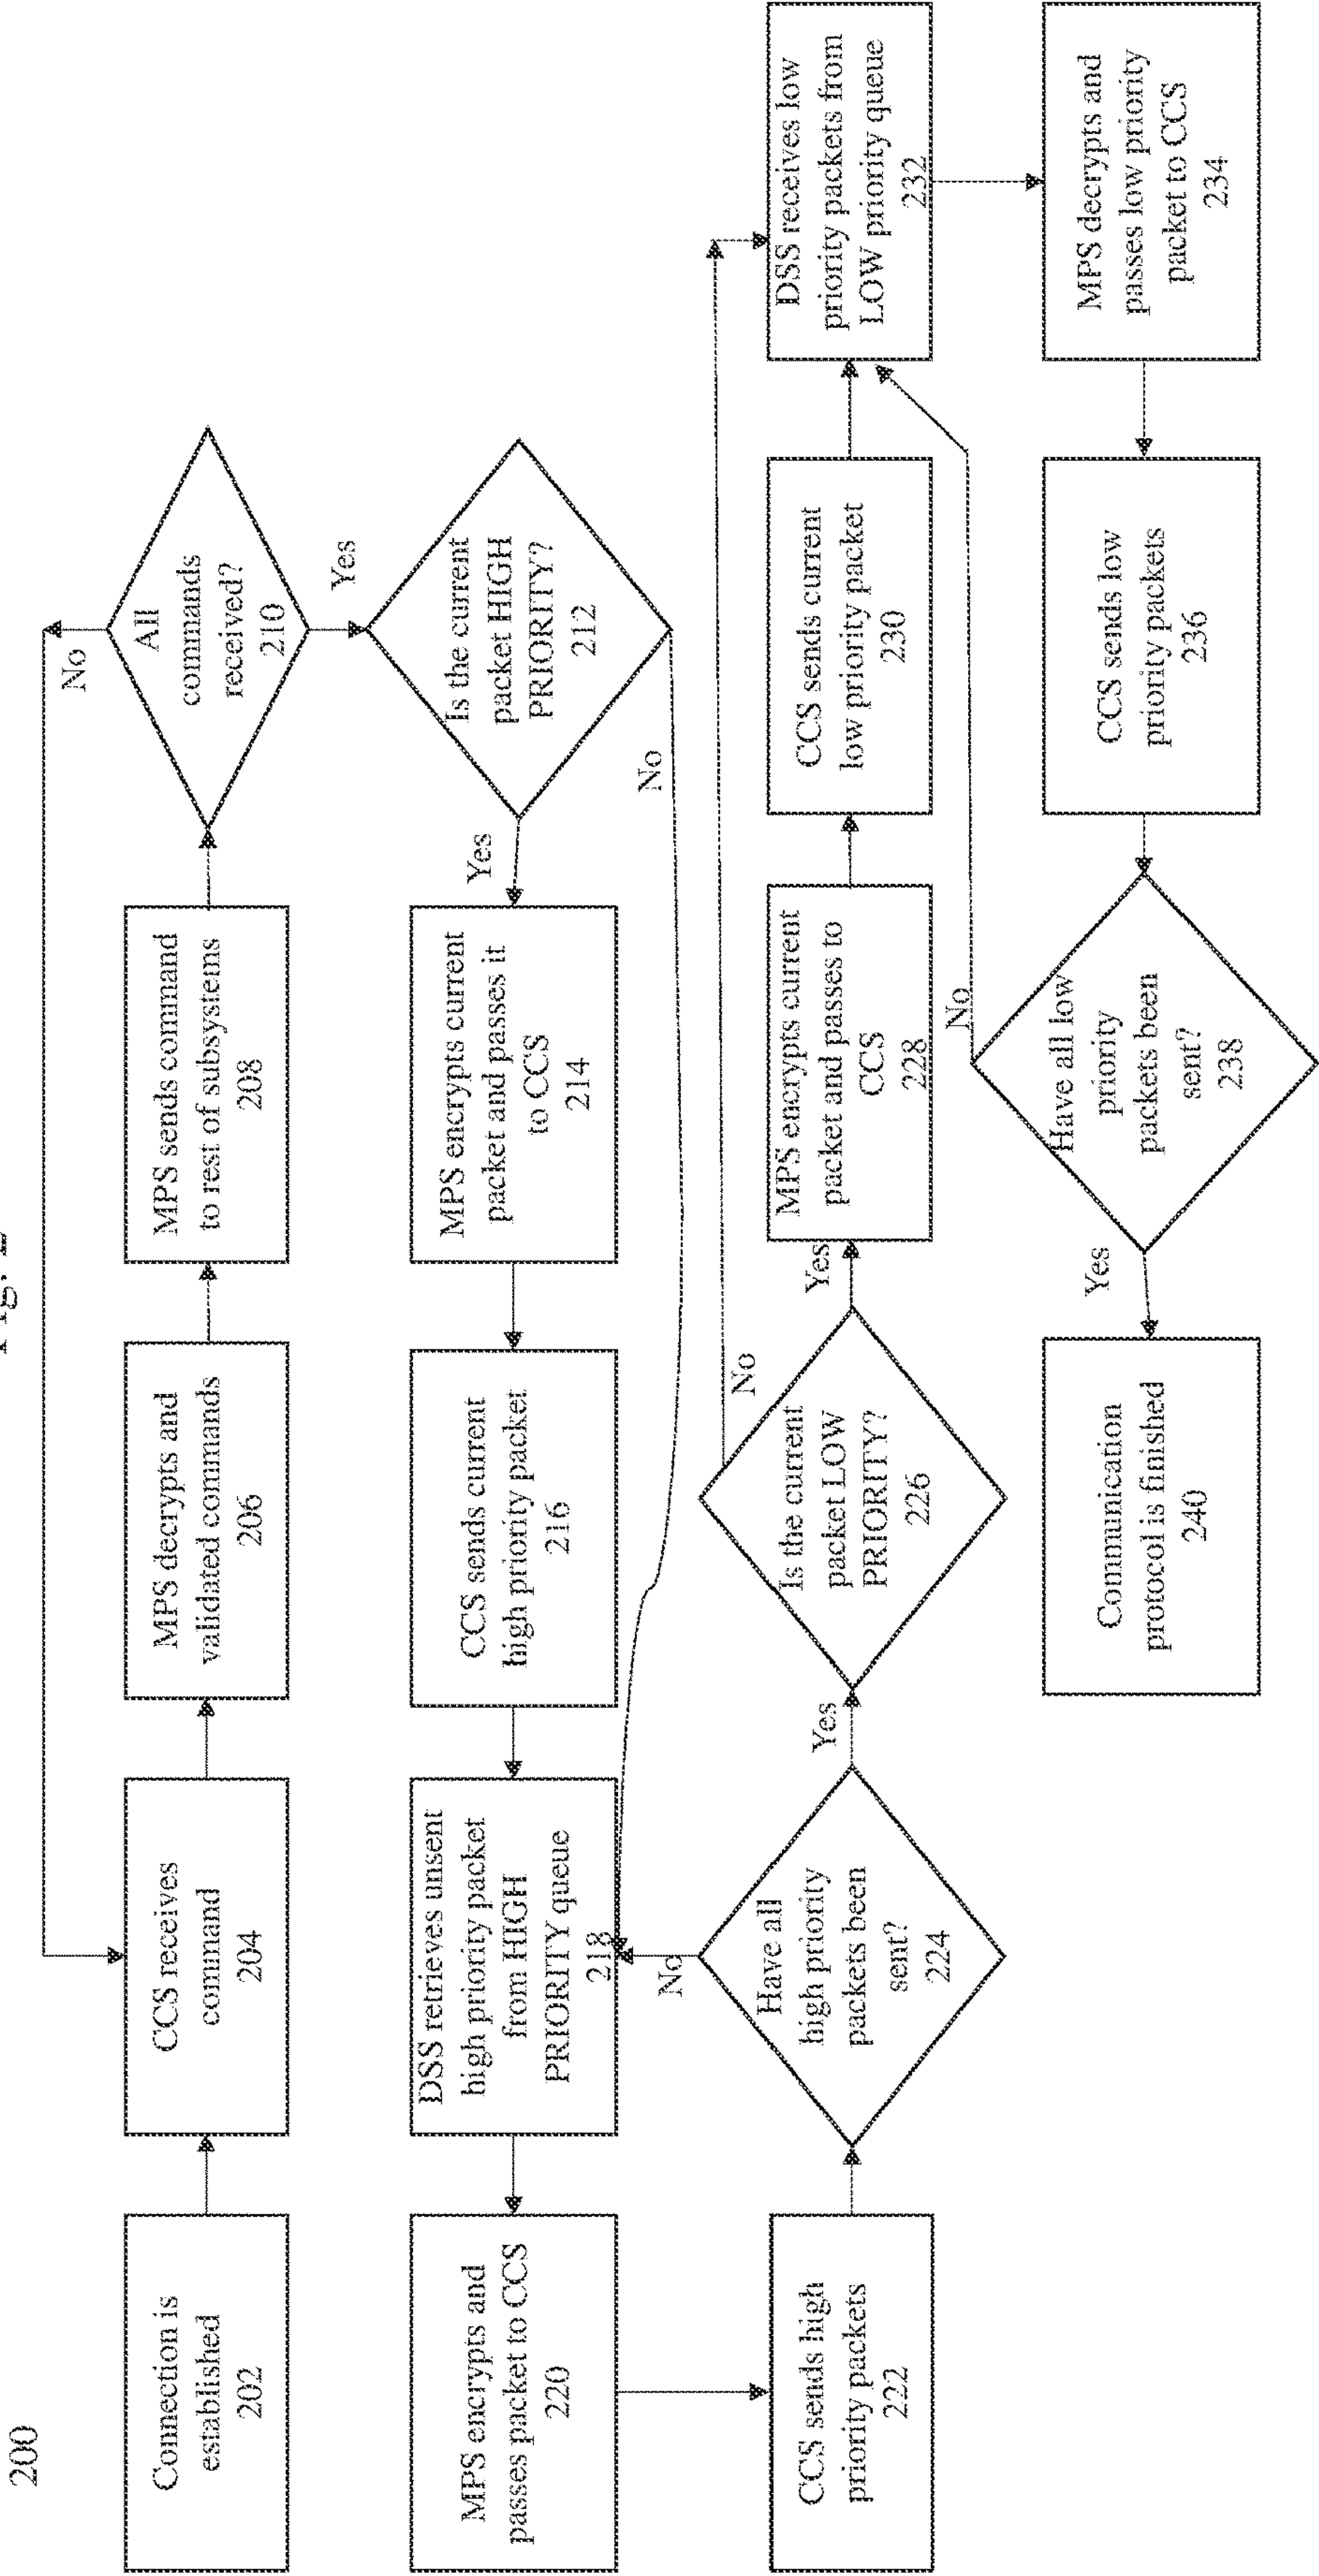 200
Connection is
established
202
CCS receives
command
204
MPS decrypts and
validated commands
206
MPS sends command
to rest of subsystems
208
All
commands
received?
210
No
Yes
Is the current
packet HIGH
PRIORITY?
212
Yes
No
MPS encrypts current
packet and passes it
to CCS
214
CCS sends current
high priority packet
216
DSS retrieves unsent
high priority packet
from HIGH
PRIORITY queue
218
MPS encrypts and
passes packet to CCS
220
CCS sends high
priority packets
222
Have all
high priority
packets been
sent?
224
No
Yes
Is the current
packet LOW
PRIORITY?
226
No
Yes
MPS encrypts current
packet and passes to
CCS
228
CCS sends current
low priority packet
230
DSS receives low
priority packets from
LOW priority queue
232
MPS decrypts and
passes low priority
packet to CCS
234
CCS sends low
priority packets
236
Have all low
priority
packets been
sent?
238
No
Yes
Communication
protocol is finished
240